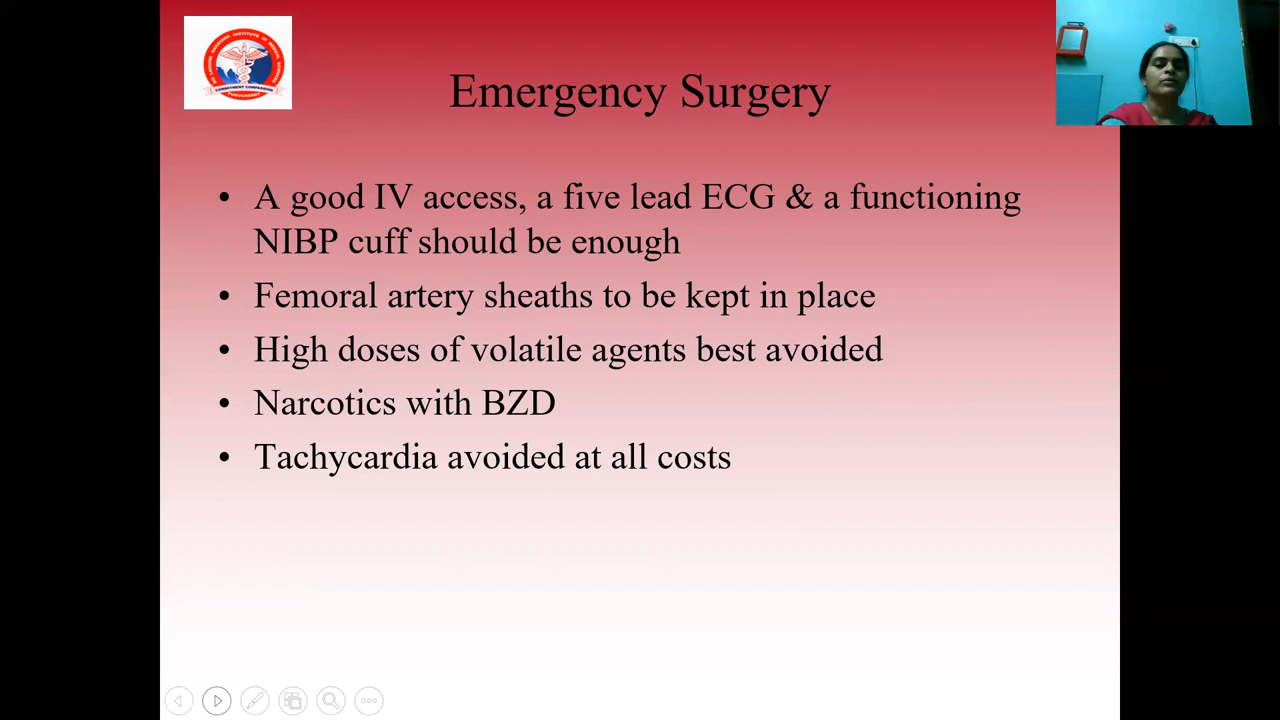 Emergency Surgery
• A good IV access, a five lead ECG & a functioning
NIBP cuff should be enough
• Femoral artery sheaths to be kept in place
• High doses of volatile agents best avoided
• Narcotics with BZD
• Tachycardia avoided at all costs